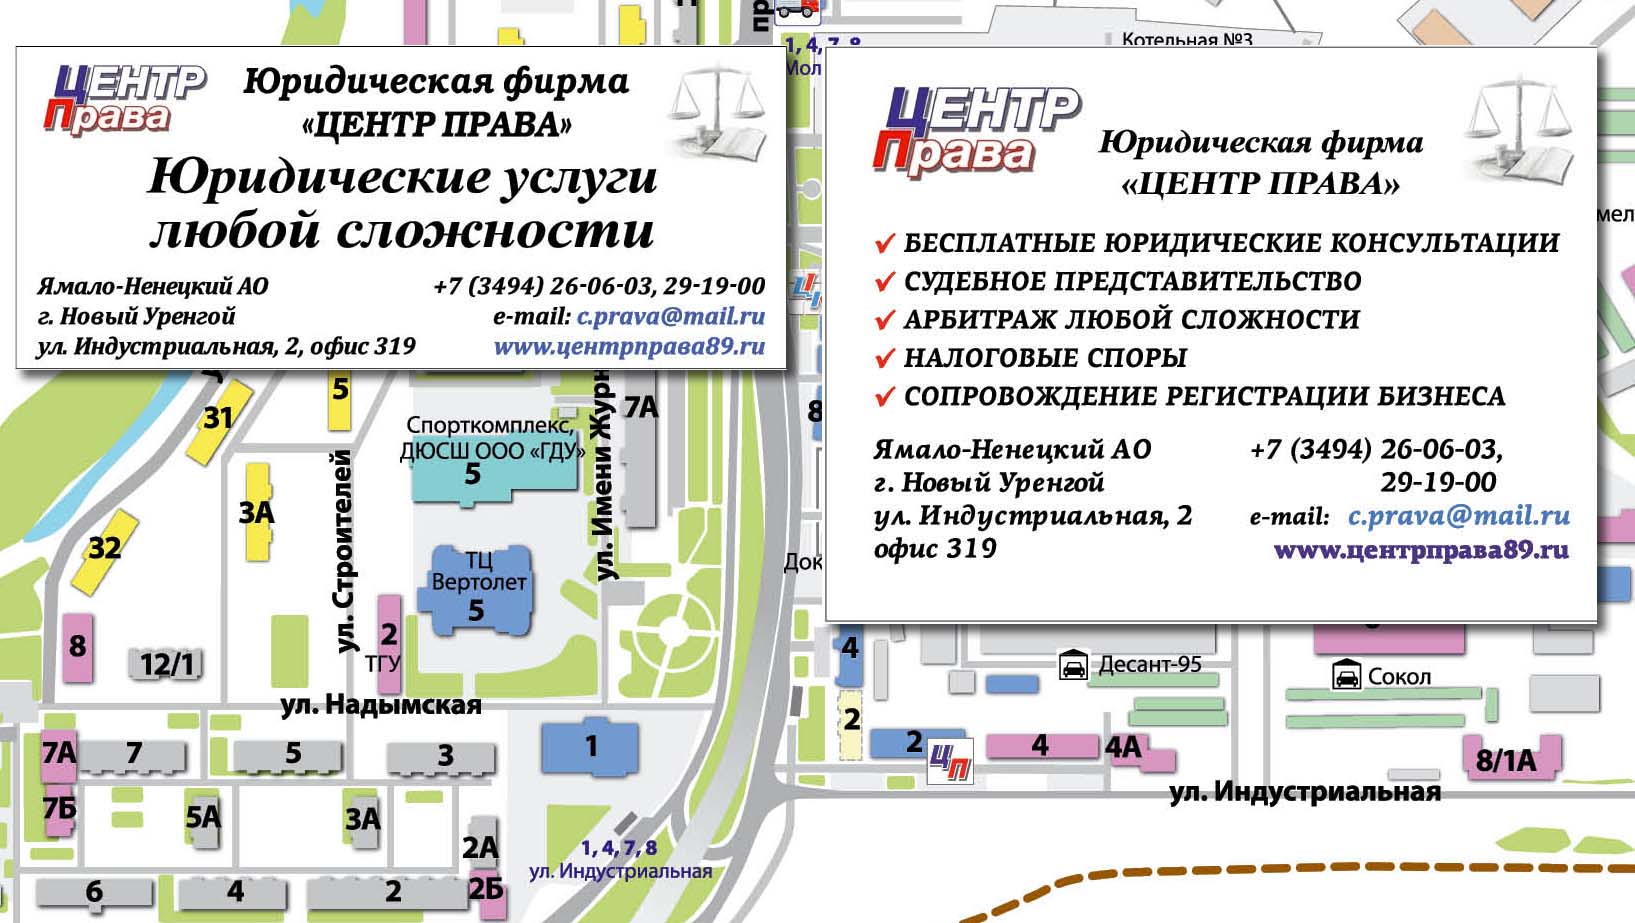 Котельная №3
1, 4, 7, 8
ЦЕНТР
Права
Юридическая фирма
«ЦЕНТР ПРАВА»
Юридические услуги
любой сложности
Ямало-Ненецкий АО
+7 (3494) 26-06-03, 29-19-00
г. Новый Уренгой
e-mail: c.prava@mail.ru
ул. Индустриальная, 2, офис 319
www.центрправа89.ru
ЦЕНТР
Права
Юридическая фирма
«ЦЕНТР ПРАВА»
✓ БЕСПЛАТНЫЕ ЮРИДИЧЕСКИЕ КОНСУЛЬТАЦИИ
✓ СУДЕБНОЕ ПРЕДСТАВИТЕЛЬСТВО
✓ АРБИТРАЖ ЛЮБОЙ СЛОЖНОСТИ
✓ НАЛОГОВЫЕ СПОРЫ
✓ СОПРОВОЖДЕНИЕ РЕГИСТРАЦИИ БИЗНЕСА
Ямало-Ненецкий АО
+7 (3494) 26-06-03,
г. Новый Уренгой
29-19-00
ул. Индустриальная, 2
e-mail: c.prava@mail.ru
офис 319
www.центрправа89.ru
31
5
7А
8
Спорткомплекс,
ДЮСШ ООО «ГДУ»
5
3А
32
ул. Строителей
ул. Имени Журн
ТЦ
Вертолет
5
Док
8
12/1
2
ТГУ
4
Десант-95
Сокол
ул. Надымская
2
7А
7
5
3
1
2
ЦП
4
4А
8/1А
ул. Индустриальная
7Б
5А
3А
2А
1, 4, 7, 8
ул. Индустриальная
6
4
2
2Б